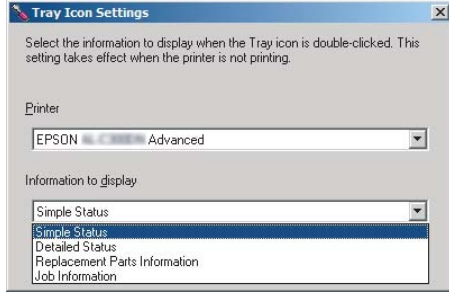 Tray Icon Settings
Select the information to display when the Tray icon is double-clicked. This
setting takes effect when the printer is not printing.
Printer
EPSON Advanced
Information to display
Simple Status
Simple Status
Detailed Status
Replacement Parts Information
Job Information